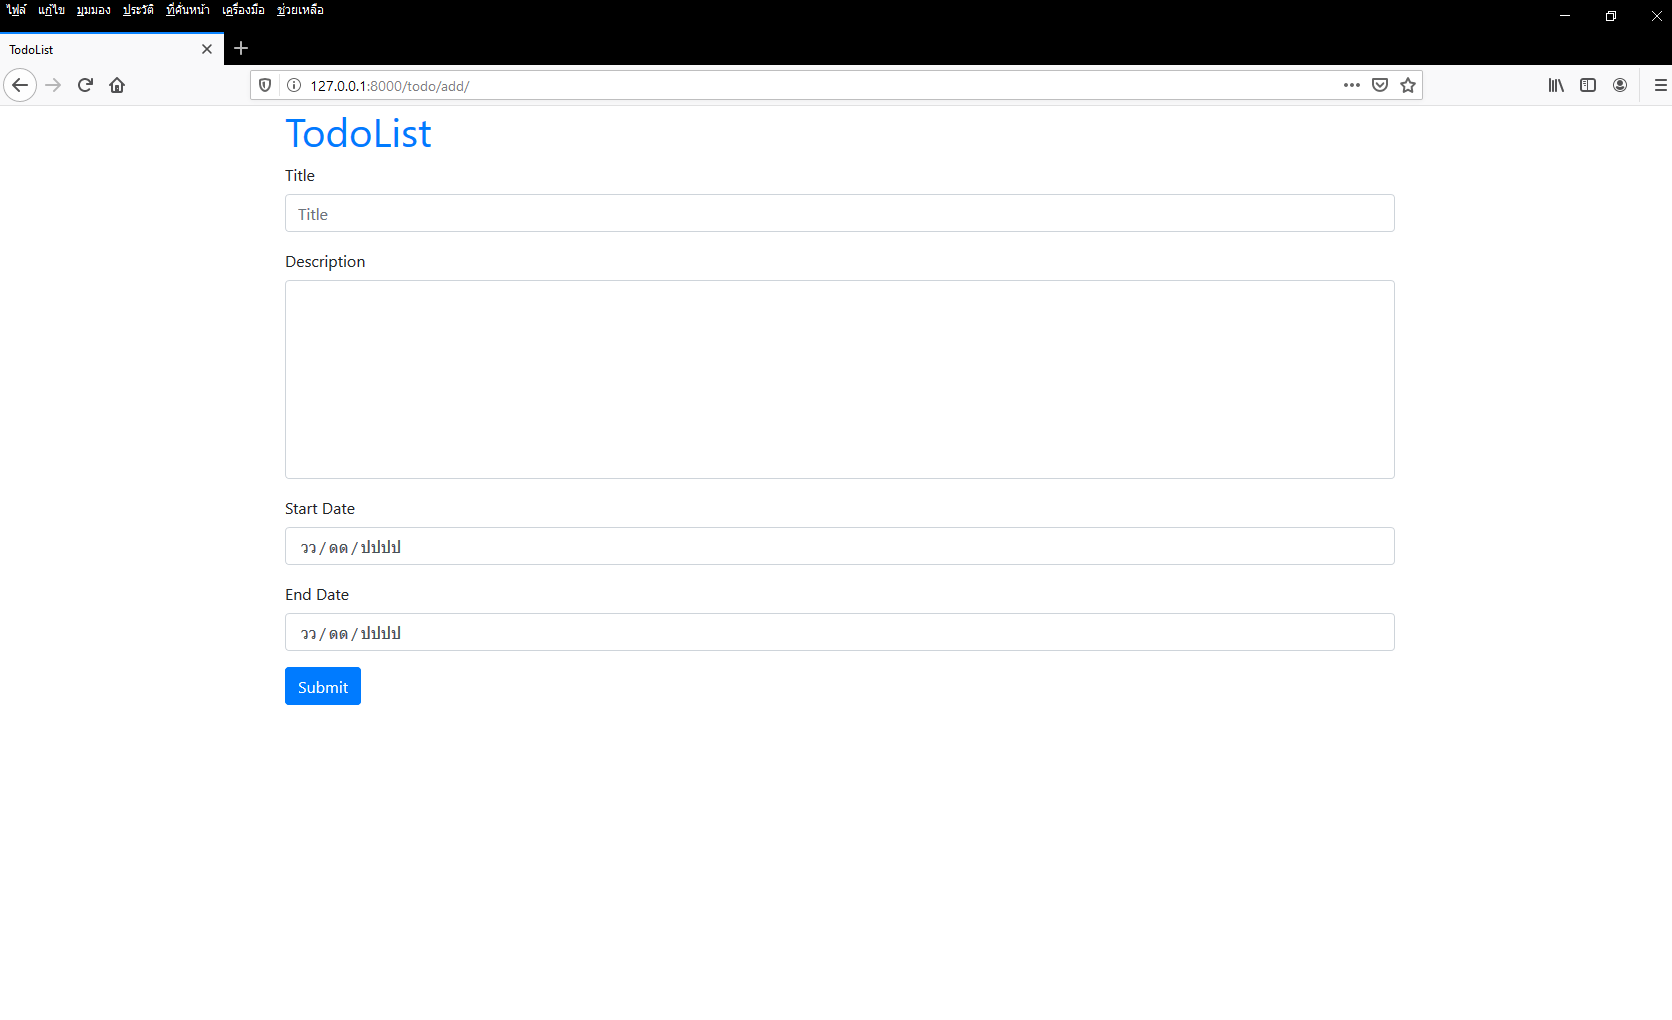 ไฟล์ แก้ไข มุมมอง ประวัติ ที่คั่นหน้า เครื่องมือ ช่วยเหลือ
TodoList
127.0.0.1:8000/todo/add/
TodoList
Title
Title
Description
Start Date
วว / ดด / ปปปป
End Date
วว / ดด / ปปปป
Submit